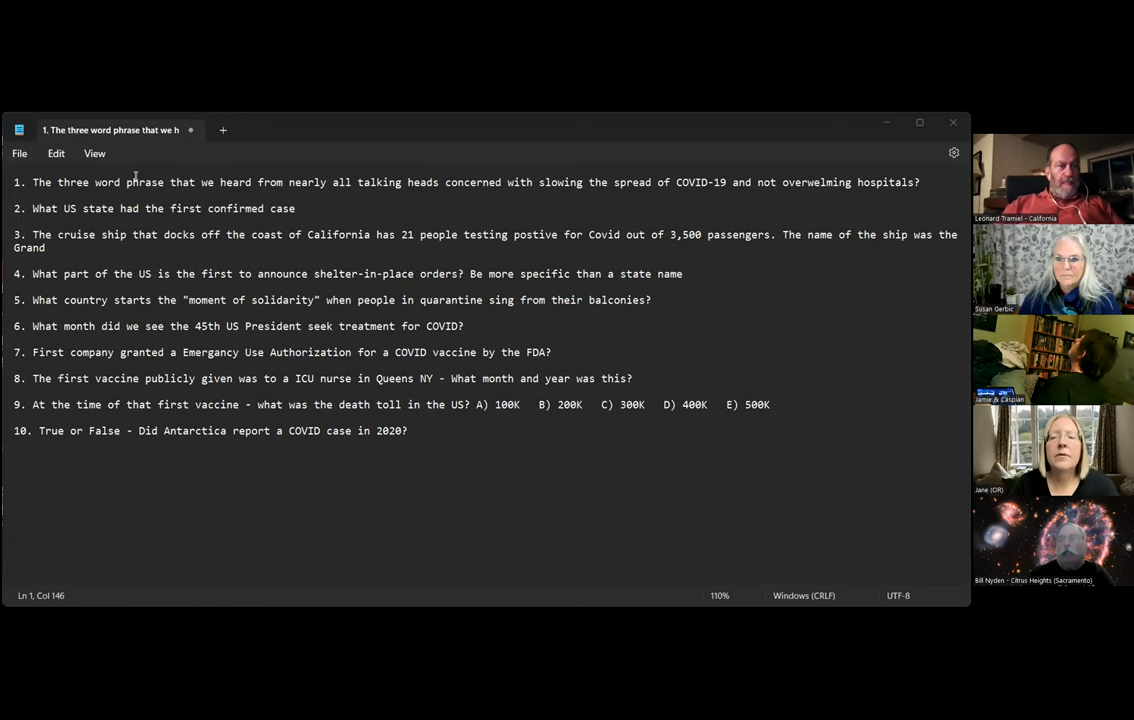 1. The three word phrase that we h
File Edit View
1. The three word phrase that we heard from nearly all talking heads concerned with slowing the spread of COVID-19 and not overwelming hospitals?
2. What US state had the first confirmed case
3. The cruise ship that docks off the coast of California has 21 people testing postive for Covid out of 3,500 passengers. The name of the ship was the
Grand
4. What part of the US is the first to announce shelter-in-place orders? Be more specific than a state name
5. What country starts the "moment of solidarity" when people in quarantine sing from their balconies?
6. What month did we see the 45th US President seek treatment for COVID?
7. First company granted a Emergency Use Authorization for a COVID vaccine by the FDA?
8. The first vaccine publicly given was to a ICU nurse in Queens NY - What month and year was this?
9. At the time of that first vaccine - what was the death toll in the US? A) 100K B) 200K C) 300K D) 400K E) 500K
10. True or False - Did Antarctica report a COVID case in 2020?
Ln 1, Col 146 110% Windows (CRLF) UTF-8
Leonard Tramiel - California
Susan Gerbic
Jamie & Caspian
Jane (OR)
Bill Nyden - Citrus Heights (Sacramento)